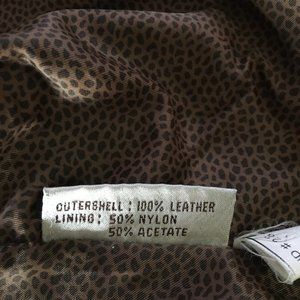 OUTERSHELL : 100% LEATHER
LINING : 50% NYLON
50% ACETATE